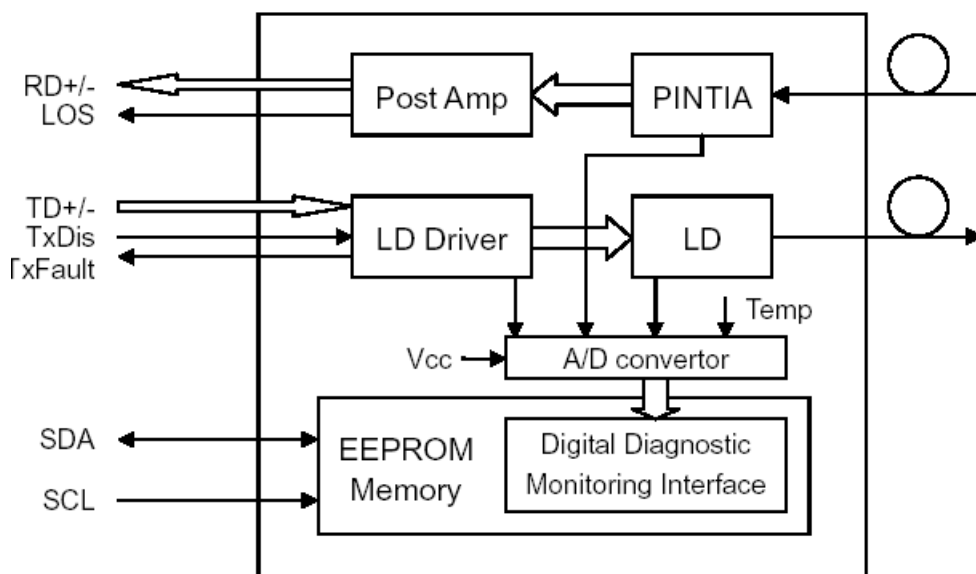 RD+/-
LOS
Post Amp
PINTIA
TD+/-
TxDis
TxFault
LD Driver
LD
Temp
Vcc
A/D convertor
SDA
SCL
EEPROM
Memory
Digital Diagnostic
Monitoring Interface